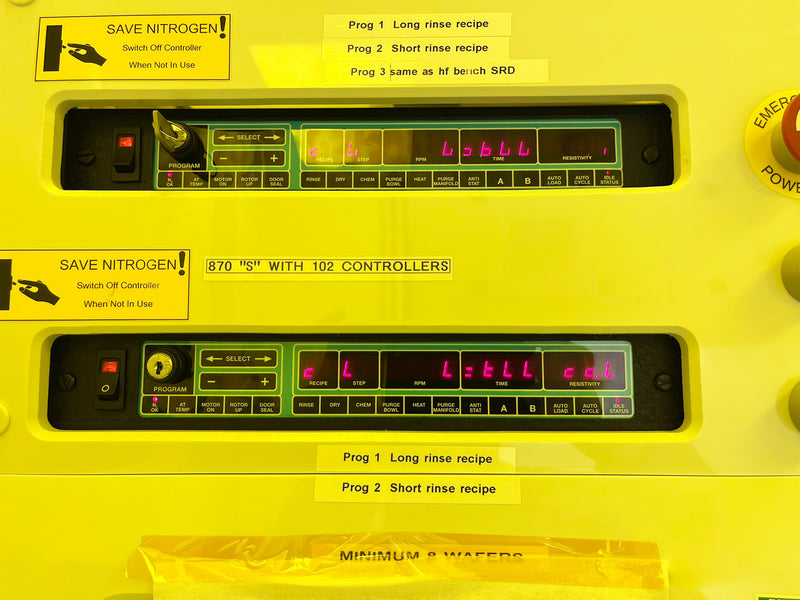 SAVE NITROGEN!
Switch Off Controller
When Not In Use
Prog 1 Long rinse recipe
Prog 2 Short rinse recipe
Prog 3 same as hf bench SRD
SELECT
- +
PROGRAM
RECIPE STEP RPM TIME RESISTIVITY
N₂ OK AT TEMP MOTOR ON ROTOR UP DOOR SEAL RINSE DRY CHEM PURGE BOWL HEAT PURGE MANIFOLD ANTI STAT A B AUTO LOAD AUTO CYCLE IDLE STATUS
SAVE NITROGEN!
Switch Off Controller
When Not In Use
870 "S" WITH 102 CONTROLLERS
SELECT
- +
PROGRAM
RECIPE STEP RPM TIME RESISTIVITY
N₂ OK AT TEMP MOTOR ON ROTOR UP DOOR SEAL RINSE DRY CHEM PURGE BOWL HEAT PURGE MANIFOLD ANTI STAT A B AUTO LOAD AUTO CYCLE IDLE STATUS
Prog 1 Long rinse recipe
Prog 2 Short rinse recipe
MINIMUM 8 WAFERS